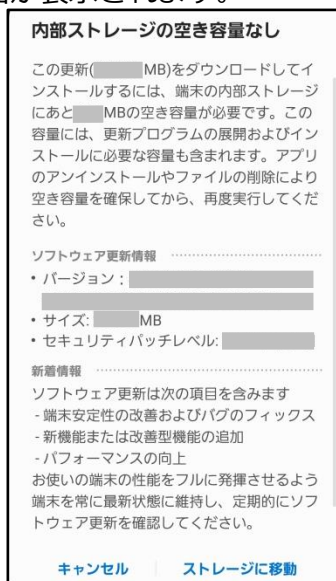 内部ストレージの空き容量なし
この更新( MB)をダウンロードしてイ
ンストールするには、端末の内部ストレージ
にあと MBの空き容量が必要です。この
容量には、更新プログラムの展開およびイン
ストールに必要な容量も含まれます。アプリ
のアンインストールやファイルの削除により
空き容量を確保してから、再度実行してくだ
さい。
ソフトウェア更新情報
・バージョン :
・サイズ: MB
・セキュリティパッチレベル:
新着情報
ソフトウェア更新は次の項目を含みます
- 端末安定性の改善およびバグのフィックス
- 新機能または改善型機能の追加
- パフォーマンスの向上
お使いの端末の性能をフルに発揮させるよう
端末を常に最新状態に維持し、定期的にソフ
トウェア更新を確認してください。
キャンセル ストレージに移動